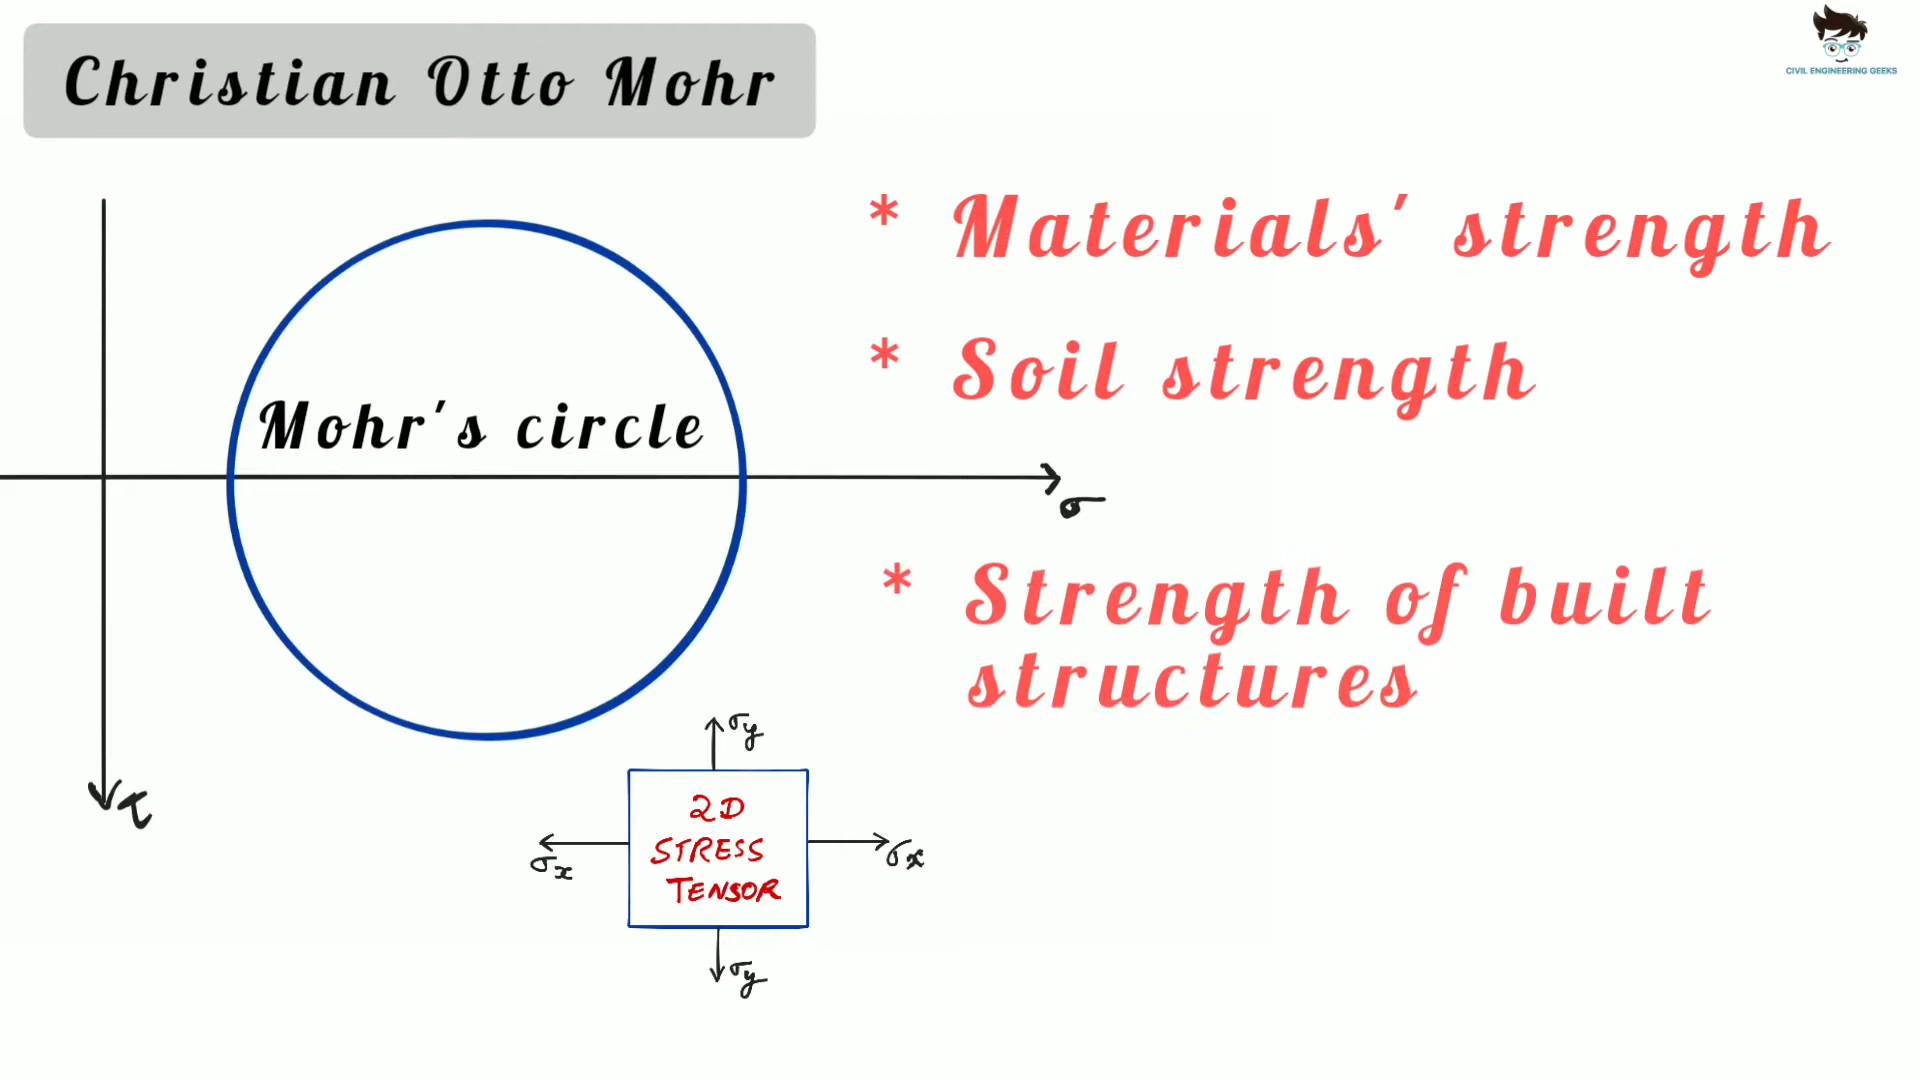 Christian Otto Mohr
CIVIL ENGINEERING GEEKS
* Materials' strength
* Soil strength
Mohr's circle
σ
* Strength of built
structures
τ
σy
2D
STRESS
TENSOR
σx
σx
σy